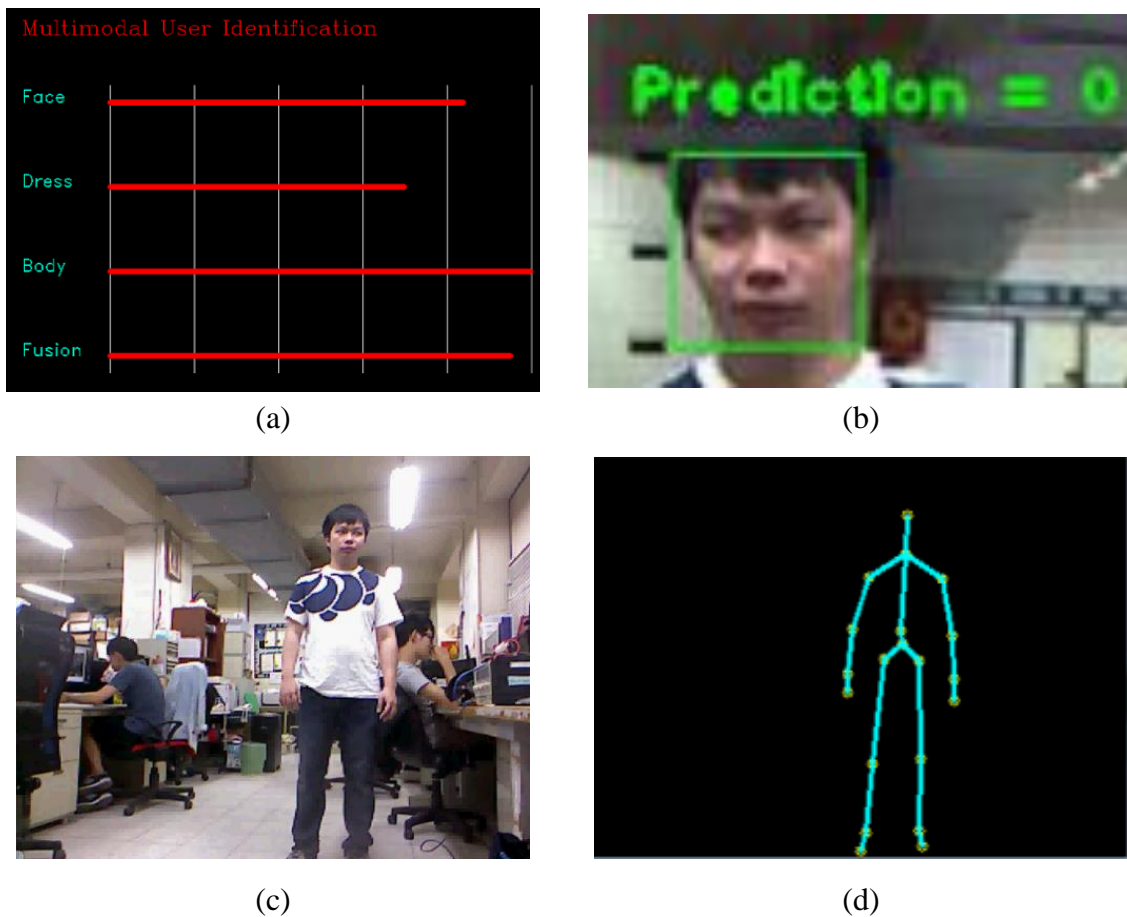 Multimodal User Identification
Face
Dress
Body
Fusion
Prediction = 0
(a)
(b)
(c)
(d)